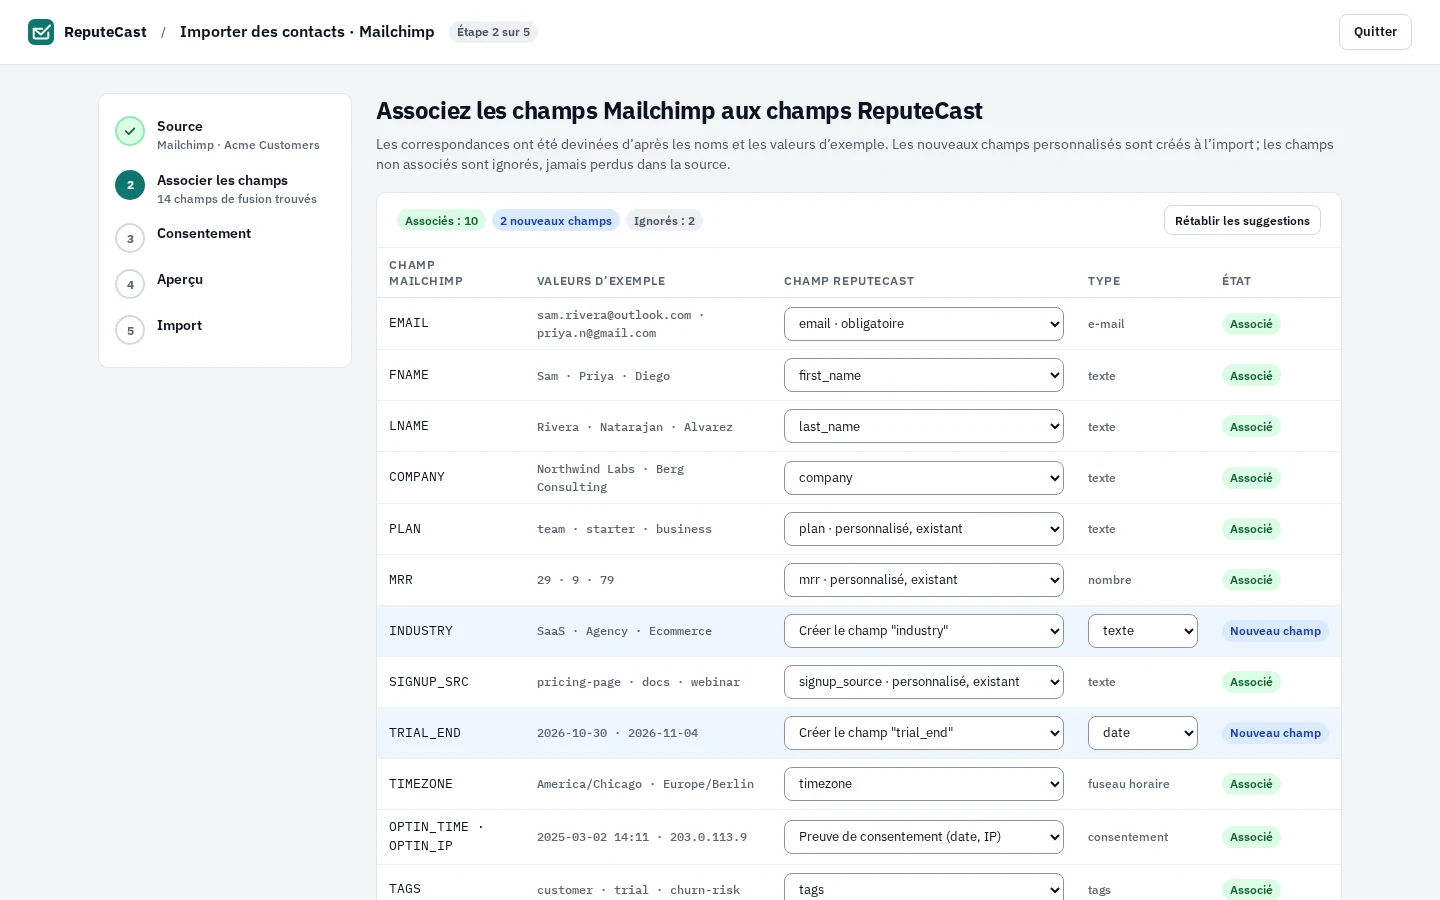 ReputeCast / Importer des contacts · Mailchimp Étape 2 sur 5 Quitter
Source
Mailchimp · Acme Customers
2 Associer les champs
14 champs de fusion trouvés
3 Consentement
4 Aperçu
5 Import
Associez les champs Mailchimp aux champs ReputeCast
Les correspondances ont été devinées d’après les noms et les valeurs d’exemple. Les nouveaux champs personnalisés sont créés à l’import ; les champs
non associés sont ignorés, jamais perdus dans la source.
Associés : 10 2 nouveaux champs Ignorés : 2 Rétablir les suggestions
CHAMP
MAILCHIMP VALEURS D’EXEMPLE CHAMP REPUTECAST TYPE ÉTAT
EMAIL sam.rivera@outlook.com ·
priya.n@gmail.com email · obligatoire e-mail Associé
FNAME Sam · Priya · Diego first_name texte Associé
LNAME Rivera · Natarajan · Alvarez last_name texte Associé
COMPANY Northwind Labs · Berg
Consulting company texte Associé
PLAN team · starter · business plan · personnalisé, existant texte Associé
MRR 29 · 9 · 79 mrr · personnalisé, existant nombre Associé
INDUSTRY SaaS · Agency · Ecommerce Créer le champ "industry" texte Nouveau champ
SIGNUP_SRC pricing-page · docs · webinar signup_source · personnalisé, existant texte Associé
TRIAL_END 2026-10-30 · 2026-11-04 Créer le champ "trial_end" date Nouveau champ
TIMEZONE America/Chicago · Europe/Berlin timezone fuseau horaire Associé
OPTIN_TIME ·
OPTIN_IP 2025-03-02 14:11 · 203.0.113.9 Preuve de consentement (date, IP) consentement Associé
TAGS customer · trial · churn-risk tags tags Associé